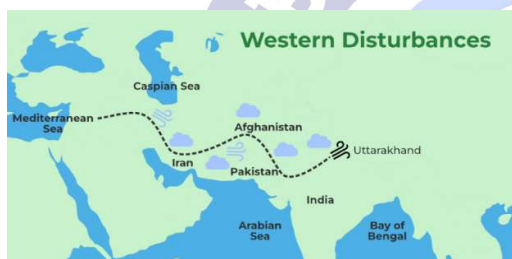 Western Disturbances
Caspian Sea
Mediterranean
Sea
Afghanistan
Iran
Pakistan
Uttarakhand
India
Arabian
Sea
Bay of
Bengal